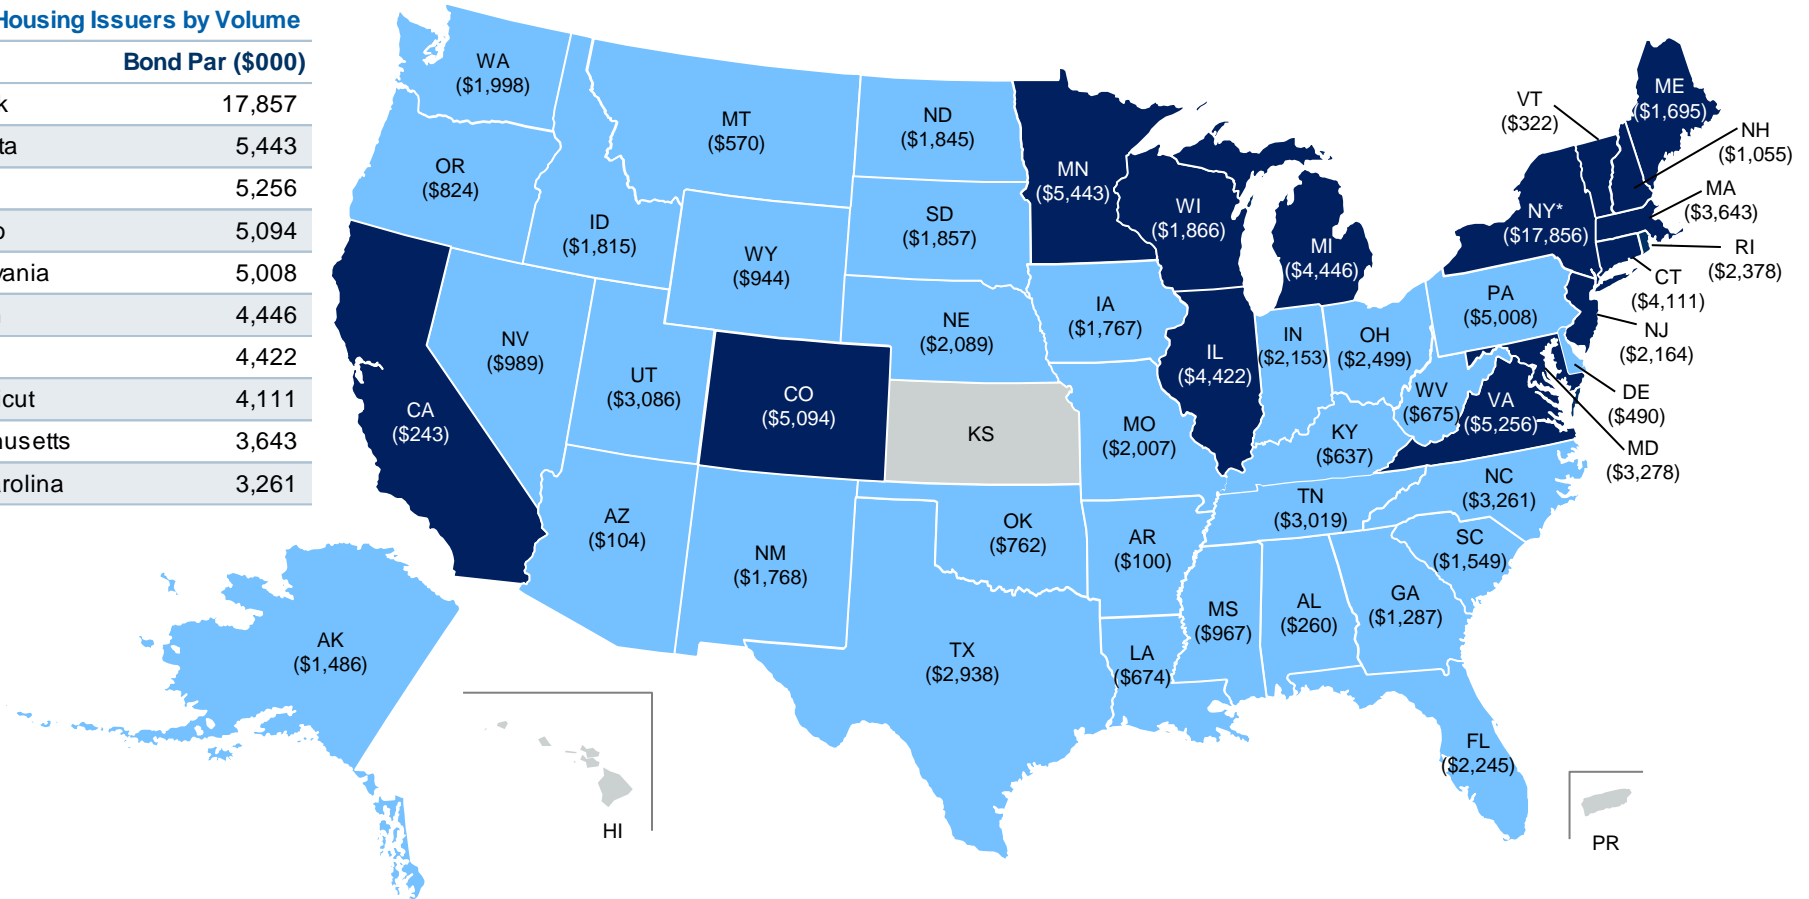 Housing Issuers by Volume
Bond Par ($000)
k 17,857
ta 5,443
5,256
o 5,094
vania 5,008
4,446
4,422
icut 4,111
husetts 3,643
arolina 3,261
WA
($1,998)
OR
($824)
CA
($243)
ID
($1,815)
NV
($989)
MT
($570)
WY
($944)
UT
($3,086)
AZ
($104)
CO
($5,094)
NM
($1,768)
ND
($1,845)
SD
($1,857)
NE
($2,089)
KS
OK
($762)
TX
($2,938)
MN
($5,443)
IA
($1,767)
MO
($2,007)
AR
($100)
LA
($674)
WI
($1,866)
IL
($4,422)
MI
($4,446)
IN
($2,153)
OH
($2,499)
KY
($637)
TN
($3,019)
MS
($967)
AL
($260)
GA
($1,287)
FL
($2,245)
SC
($1,549)
NC
($3,261)
VA
($5,256)
WV
($675)
PA
($5,008)
NY*
($17,856)
VT
($322)
ME
($1,695)
NH
($1,055)
MA
($3,643)
RI
($2,378)
CT
($4,111)
NJ
($2,164)
DE
($490)
MD
($3,278)
AK
($1,486)
HI
PR